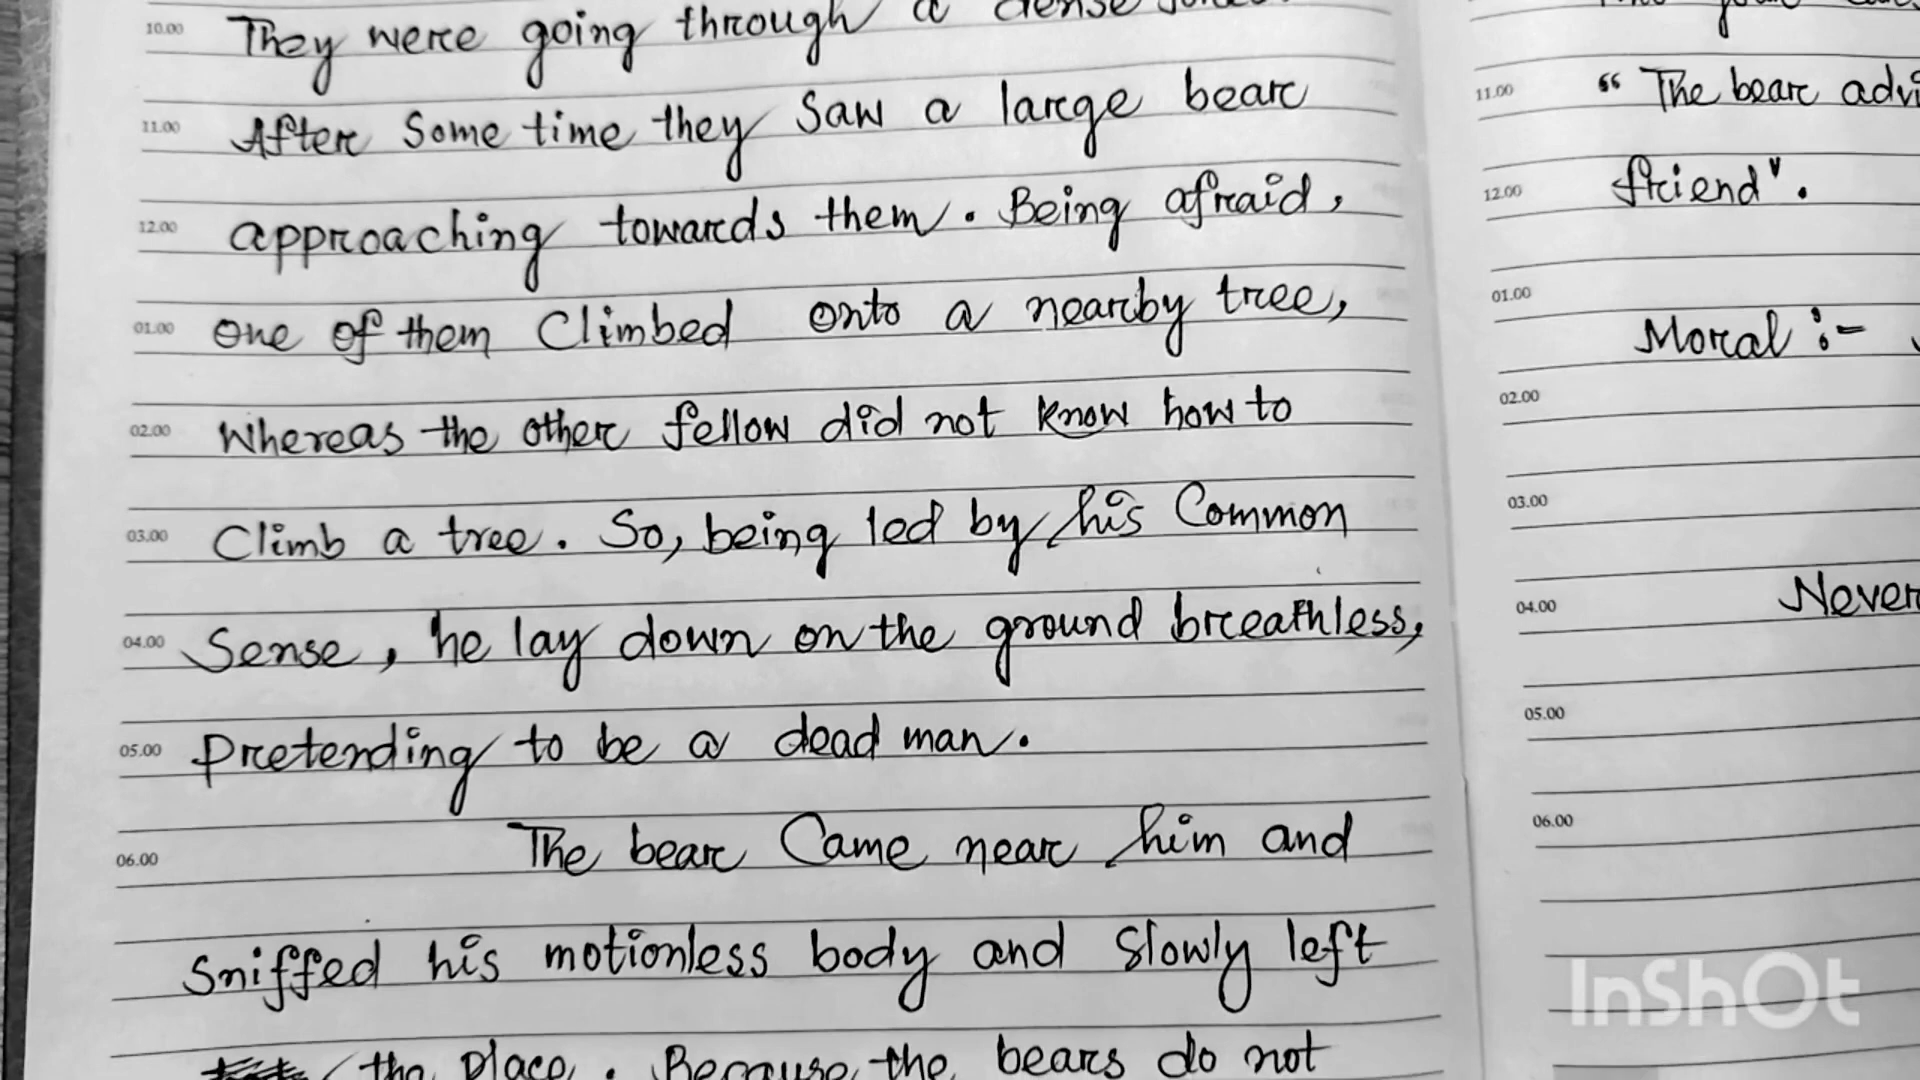 10.00 They were going through a dense
11.00 After Some time they Saw a large bear
12.00 approaching towards them. Being afraid,
01.00 One of them Climbed onto a nearby tree,
02.00 Whereas the other fellow did not know how to
03.00 Climb a tree. So, being led by his Common
04.00 Sense, he lay down on the ground breathless,
05.00 Pretending to be a dead man.
06.00 The bear Came near him and
Sniffed his motionless body and Slowly left
the Place. Because the bears do not
11.00 "The bear
12.00 friend".
01.00
Moral :-
02.00
03.00
04.00 Never
05.00
06.00
InShOt